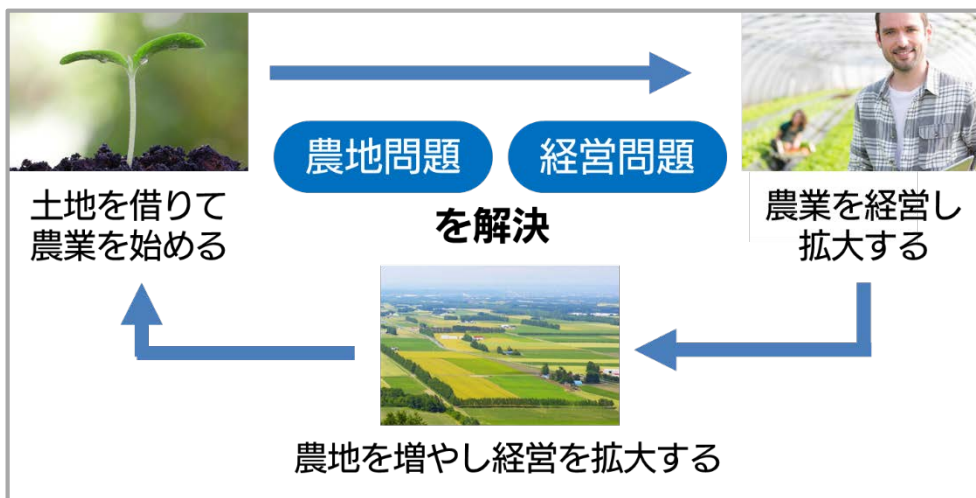 農地問題
経営問題
を解決
土地を借りて
農業を始める
農業を経営し
拡大する
農地を増やし経営を拡大する